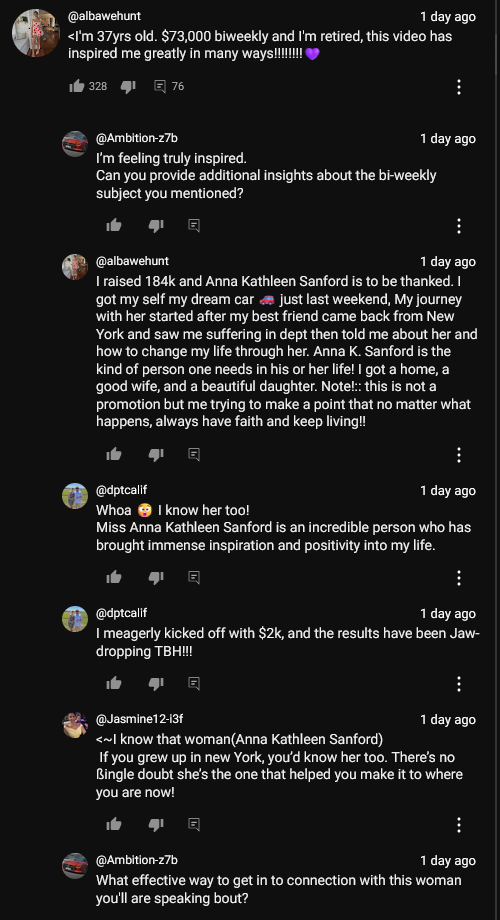 @albawehunt 1 day ago
<I'm 37yrs old. $73,000 biweekly and I'm retired, this video has
inspired me greatly in many ways!!!!!!!!💜
328 76
@Ambition-z7b 1 day ago
I'm feeling truly inspired.
Can you provide additional insights about the bi-weekly
subject you mentioned?
@albawehunt 1 day ago
I raised 184k and Anna Kathleen Sanford is to be thanked. I
got my self my dream car 🚗 just last weekend, My journey
with her started after my best friend came back from New
York and saw me suffering in dept then told me about her and
how to change my life through her. Anna K. Sanford is the
kind of person one needs in his or her life! I got a home, a
good wife, and a beautiful daughter. Note!:: this is not a
promotion but me trying to make a point that no matter what
happens, always have faith and keep living!!
@dptcalif 1 day ago
Whoa 😲 I know her too!
Miss Anna Kathleen Sanford is an incredible person who has
brought immense inspiration and positivity into my life.
@dptcalif 1 day ago
I meagerly kicked off with $2k, and the results have been Jaw-
dropping TBH!!!
@Jasmine12-i3f 1 day ago
<~I know that woman(Anna Kathleen Sanford)
If you grew up in new York, you'd know her too. There's no
ßingle doubt she's the one that helped you make it to where
you are now!
@Ambition-z7b 1 day ago
What effective way to get in to connection with this woman
you'll are speaking bout?